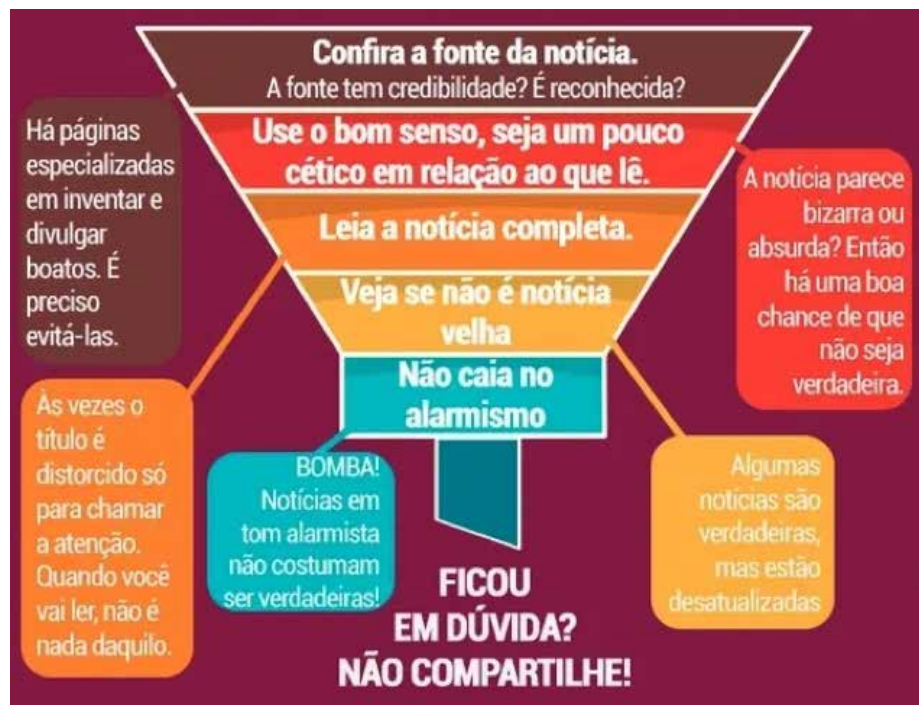 Confira a fonte da notícia.
A fonte tem credibilidade? É reconhecida?
Há páginas
especializadas
em inventar e
divulgar
boatos. É
preciso
evitá-las.
Use o bom senso, seja um pouco
cético em relação ao que lê.
A notícia parece
bizarra ou
absurda? Então
há uma boa
chance de que
não seja
verdadeira.
Leia a notícia completa.
Às vezes o
título é
distorcido só
para chamar
a atenção.
Quando você
vai ler, não é
nada daquilo.
Veja se não é notícia
velha
Algumas
notícias são
verdadeiras,
mas estão
desatualizadas
Não caia no
alarmismo
BOMBA!
Notícias em
tom alarmista
não costumam
ser verdadeiras!
FICOU
EM DÚVIDA?
NÃO COMPARTILHE!